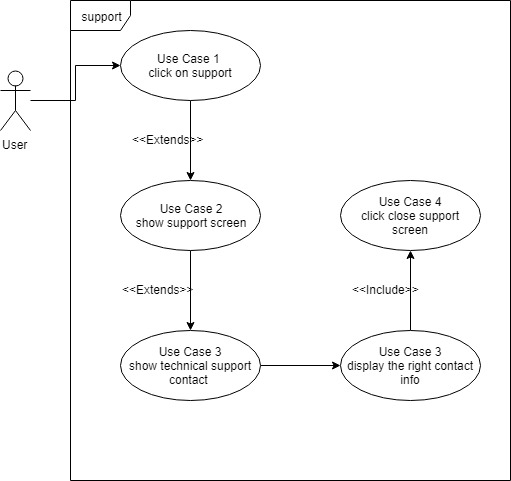 support
Use Case 1
click on support
User
<<Extends>>
Use Case 2
show support screen
Use Case 4
click close support
screen
<<Extends>>
<<Include>>
Use Case 3
show technical support
contact
Use Case 3
display the right contact
info